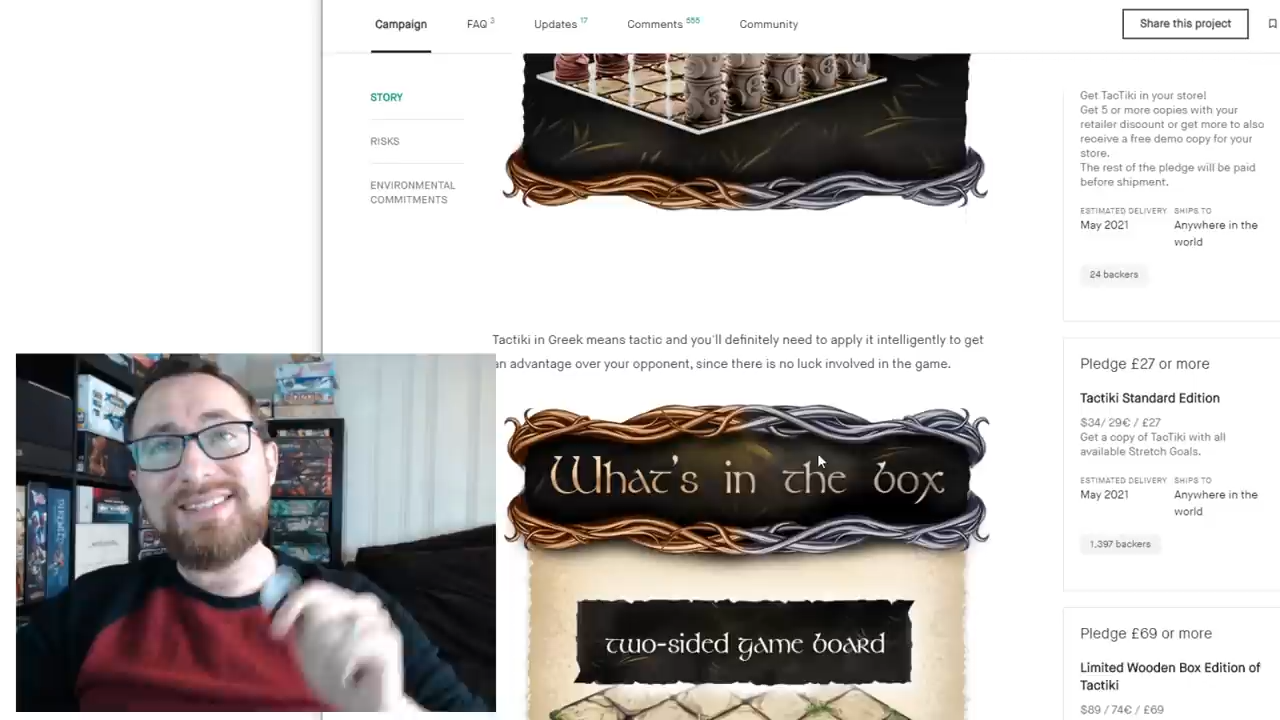 Campaign
FAQ 3
Updates 17
Comments 555
Community
Share this project
STORY
RISKS
ENVIRONMENTAL
COMMITMENTS
Tactiki in Greek means tactic and you'll definitely need to apply it intelligently to get
an advantage over your opponent, since there is no luck involved in the game.
What's in the box
two-sided game board
Get TacTiki in your store!
Get 5 or more copies with your
retailer discount or get more to also
receive a free demo copy for your
store.
The rest of the pledge will be paid
before shipment.
ESTIMATED DELIVERY
May 2021
SHIPS TO
Anywhere in the
world
24 backers
Pledge £27 or more
Tactiki Standard Edition
$34/ 29€ / £27
Get a copy of TacTiki with all
available Stretch Goals.
ESTIMATED DELIVERY
May 2021
SHIPS TO
Anywhere in the
world
1,397 backers
Pledge £69 or more
Limited Wooden Box Edition of
Tactiki
$89 / 74€ / £69